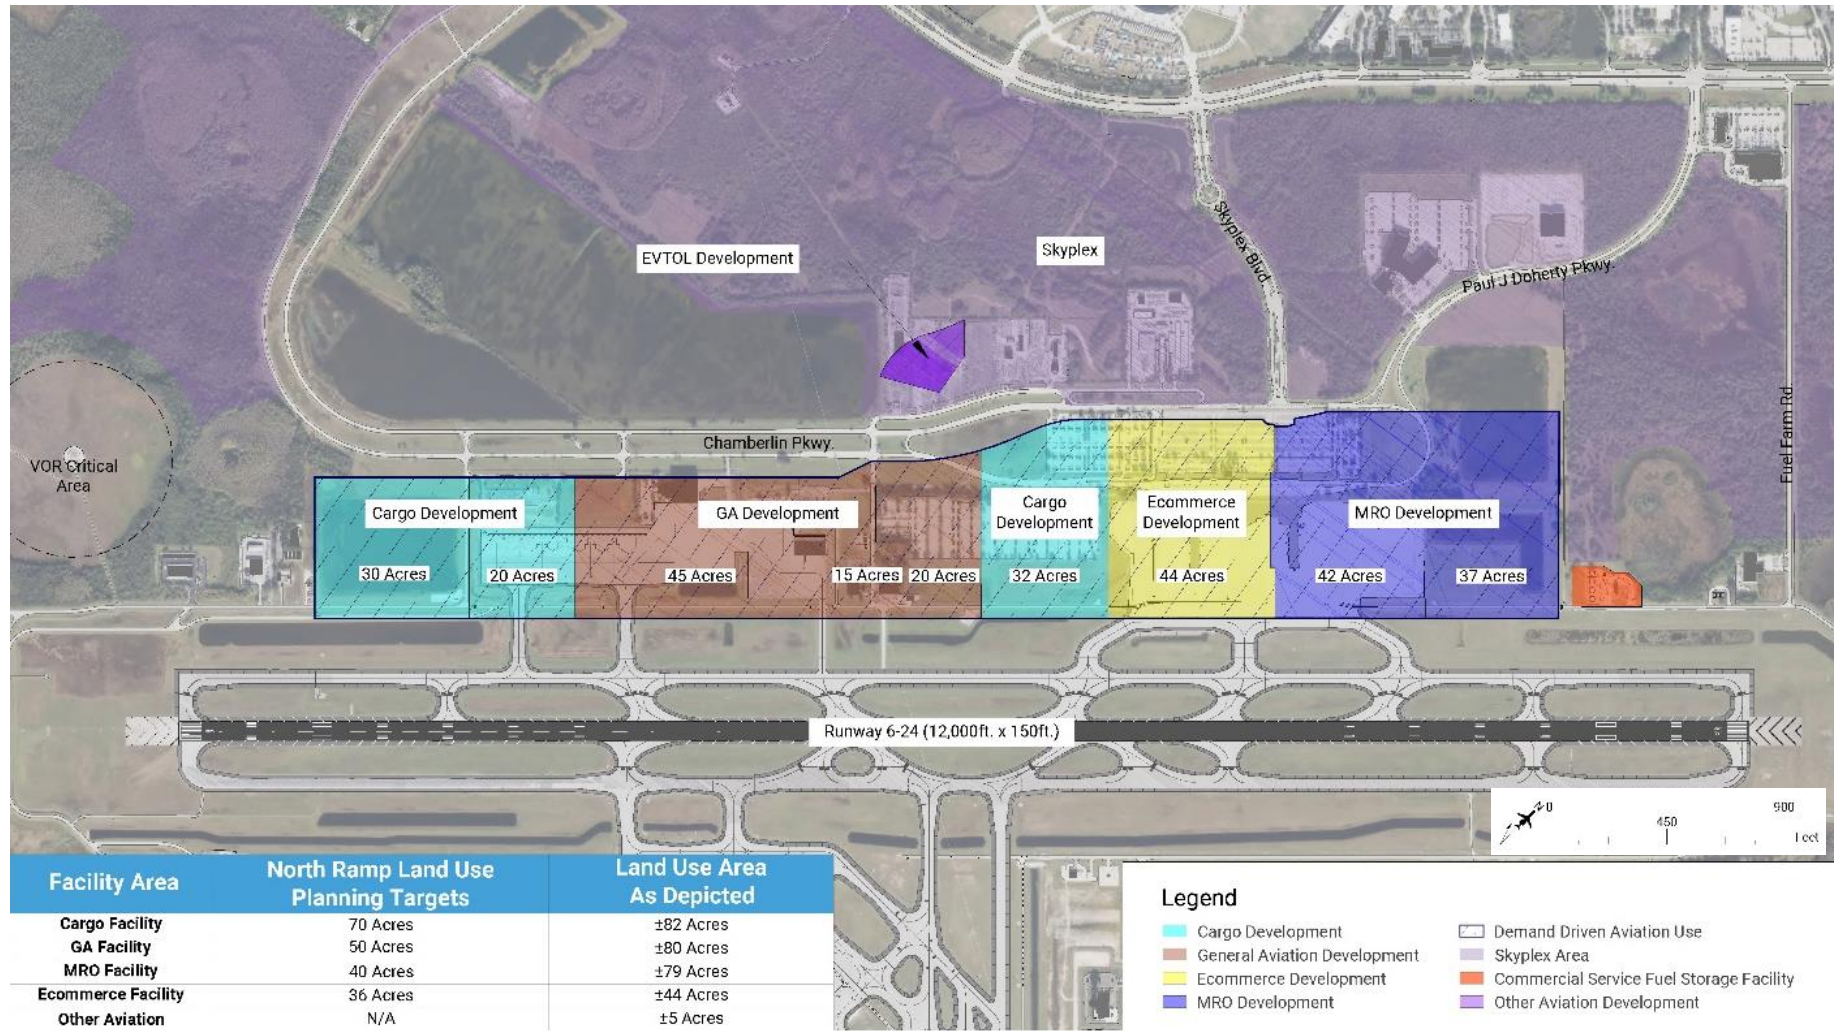 EVTOL Development
Skyplex
Skyplex Blvd.
Paul J Doherty Pkwy.
Fuel Farm Rd.
Chamberlin Pkwy.
VOR Critical
Area
Cargo Development
GA Development
Cargo
Development
Ecommerce
Development
MRO Development
30 Acres
20 Acres
45 Acres
15 Acres
20 Acres
32 Acres
44 Acres
42 Acres
37 Acres
Runway 6-24 (12,000ft. x 150ft.)
0
450
900
Feet
Facility Area
North Ramp Land Use
Planning Targets
Land Use Area
As Depicted
Cargo Facility 70 Acres ±82 Acres
GA Facility 50 Acres ±80 Acres
MRO Facility 40 Acres ±79 Acres
Ecommerce Facility 36 Acres ±44 Acres
Other Aviation N/A ±5 Acres
Legend
Cargo Development
General Aviation Development
Ecommerce Development
MRO Development
Demand Driven Aviation Use
Skyplex Area
Commercial Service Fuel Storage Facility
Other Aviation Development